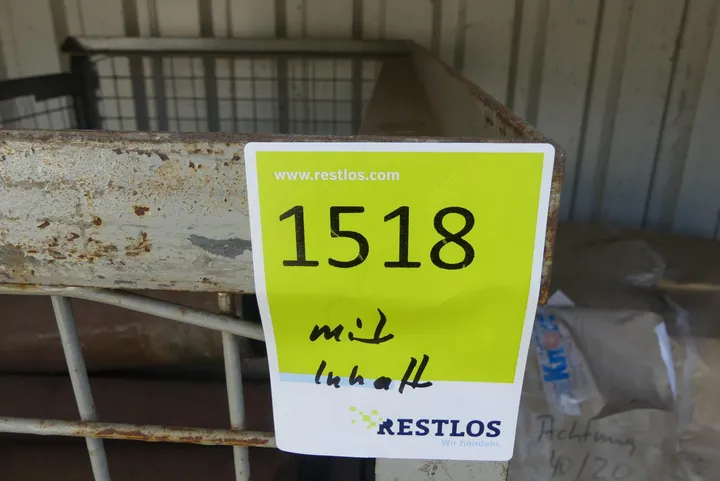 www.restlos.com
1518
mit
Inhalt
RESTLOS
Wir handeln.
Achtung
40/20